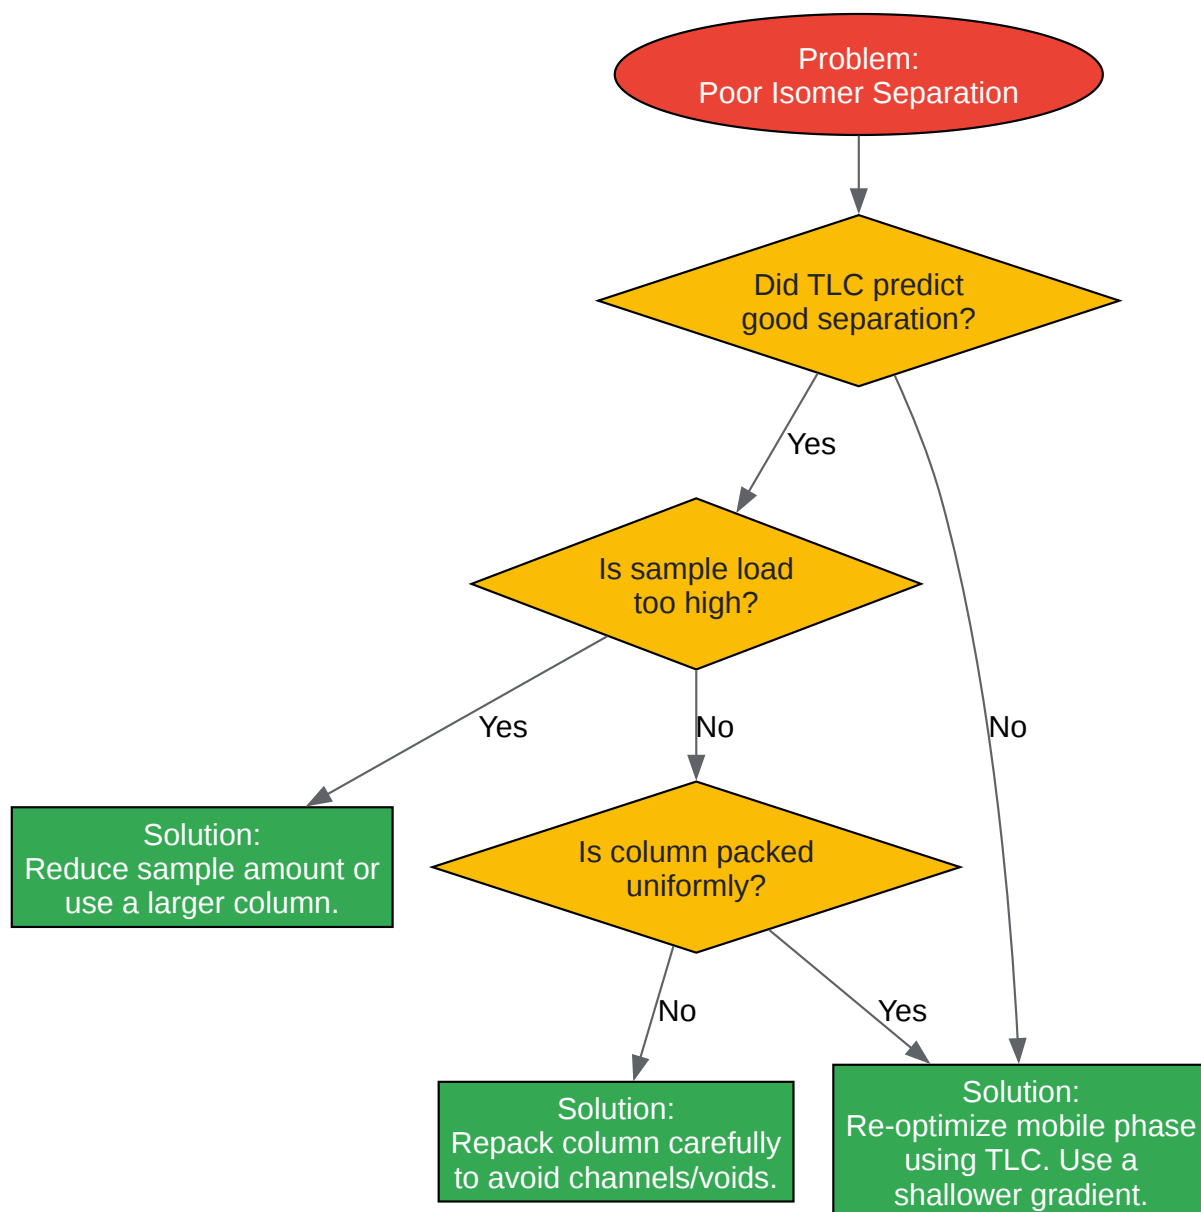 Problem:
Poor Isomer Separation
Did TLC predict
good separation?
Yes
Is sample load
too high?
Yes
No
No
Solution:
Reduce sample amount or
use a larger column.
Is column packed
uniformly?
No
Yes
Solution:
Repack column carefully
to avoid channels/voids.
Solution:
Re-optimize mobile phase
using TLC. Use a
shallower gradient.